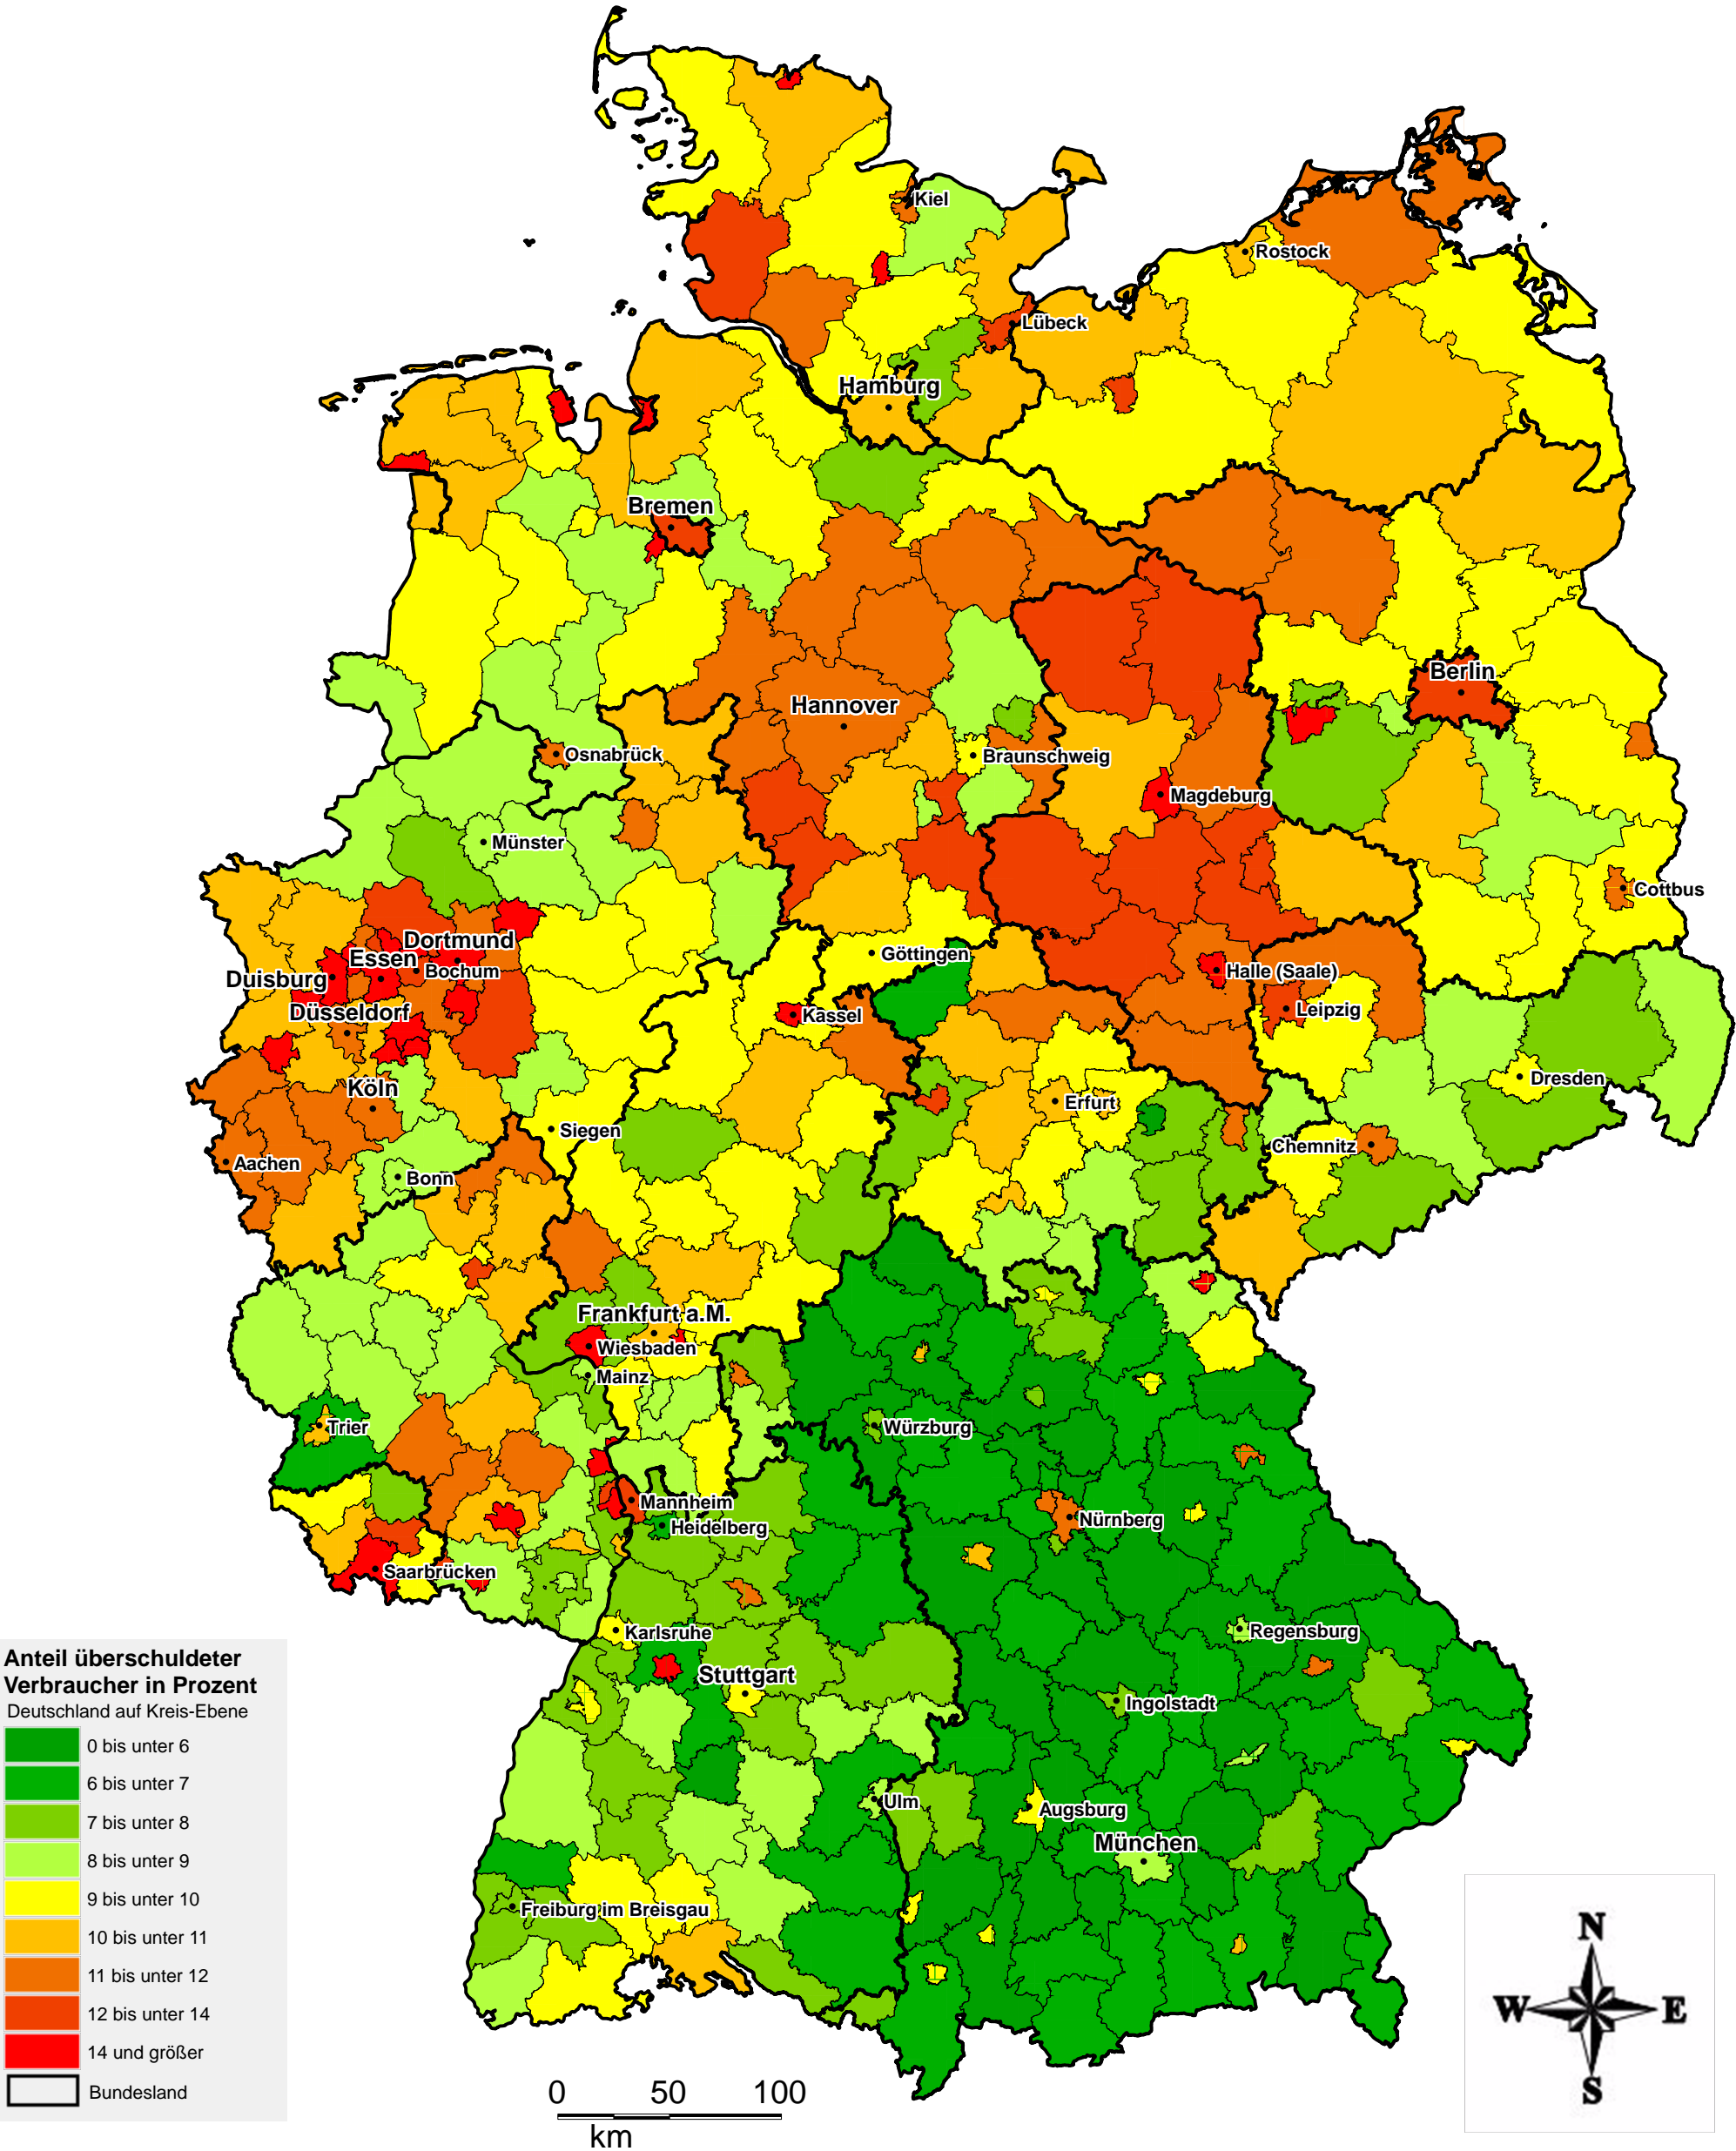 Kiel
Rostock
Lübeck
Hamburg
Bremen
Berlin
Hannover
Osnabrück
Braunschweig
Magdeburg
Münster
Cottbus
Dortmund
Essen
Bochum
Duisburg
Göttingen
Halle (Saale)
Düsseldorf
Kassel
Leipzig
Köln
Dresden
Erfurt
Siegen
Chemnitz
Aachen
Bonn
Frankfurt a.M.
Wiesbaden
Mainz
Trier
Würzburg
Mannheim
Heidelberg
Nürnberg
Saarbrücken
Karlsruhe
Regensburg
Stuttgart
Ingolstadt
Ulm
Augsburg
München
Freiburg im Breisgau
Anteil überschuldeter
Verbraucher in Prozent
Deutschland auf Kreis-Ebene
0 bis unter 6
6 bis unter 7
7 bis unter 8
8 bis unter 9
9 bis unter 10
10 bis unter 11
11 bis unter 12
12 bis unter 14
14 und größer
Bundesland
0 50 100
km
N
W E
S